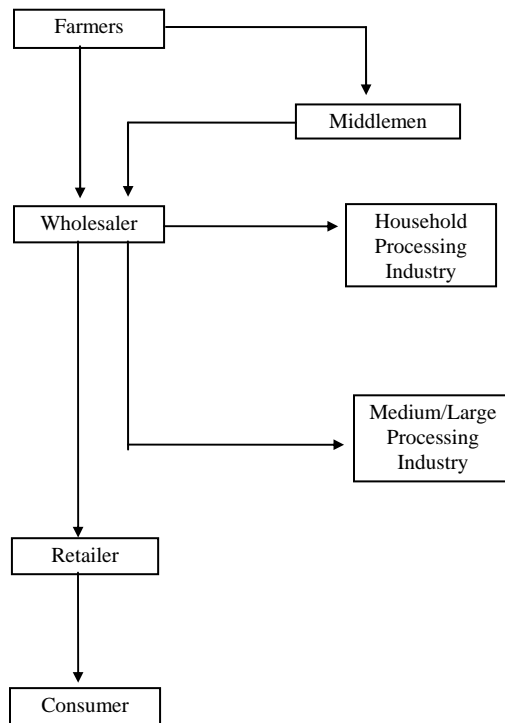 Farmers
Middlemen
Wholesaler
Household
Processing
Industry
Medium/Large
Processing
Industry
Retailer
Consumer